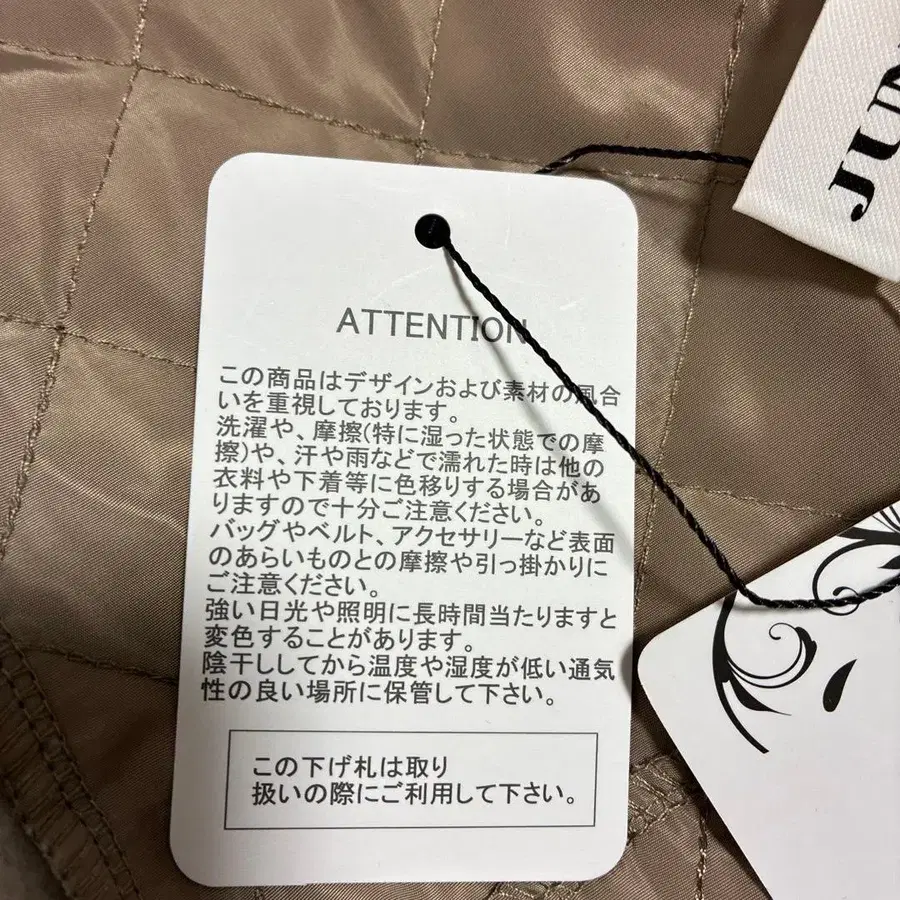 ATTENTION
この商品はデザインおよび素材の風合
いを重視しております。
洗濯や、摩擦(特に湿った状態での摩
擦)や、汗や雨などで濡れた時は他の
衣料や下着等に色移りする場合があ
りますので十分ご注意ください。
バッグやベルト、アクセサリーなど表面
のあらいものとの摩擦や引っ掛かりに
ご注意ください。
強い日光や照明に長時間当たりますと
変色することがあります。
陰干ししてから温度や湿度が低い通気
性の良い場所に保管して下さい。
この下げ札は取り
扱いの際にご利用して下さい。